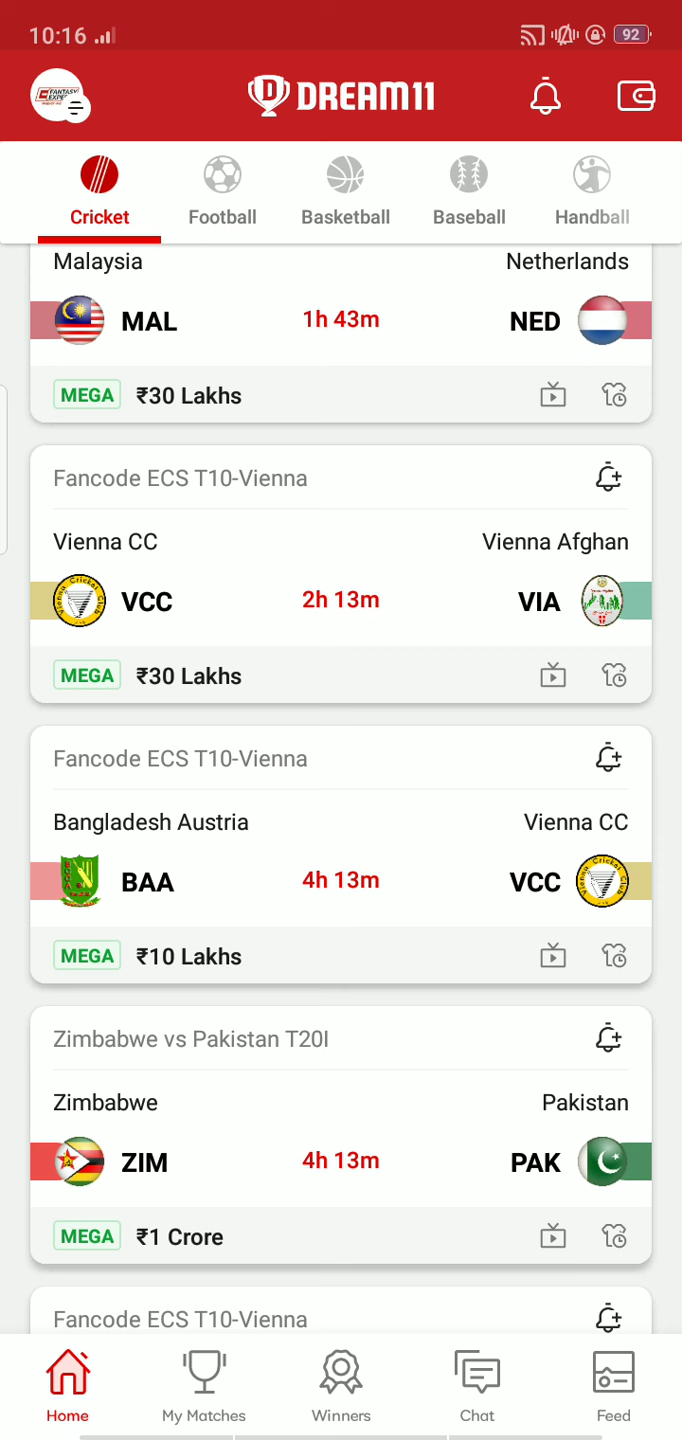 10:16
92
DREAM11
Cricket Football Basketball Baseball Handball
Malaysia Netherlands
MAL 1h 43m NED
MEGA ₹30 Lakhs
Fancode ECS T10-Vienna
Vienna CC Vienna Afghan
VCC 2h 13m VIA
MEGA ₹30 Lakhs
Fancode ECS T10-Vienna
Bangladesh Austria Vienna CC
BAA 4h 13m VCC
MEGA ₹10 Lakhs
Zimbabwe vs Pakistan T20I
Zimbabwe Pakistan
ZIM 4h 13m PAK
MEGA ₹1 Crore
Fancode ECS T10-Vienna
Home My Matches Winners Chat Feed